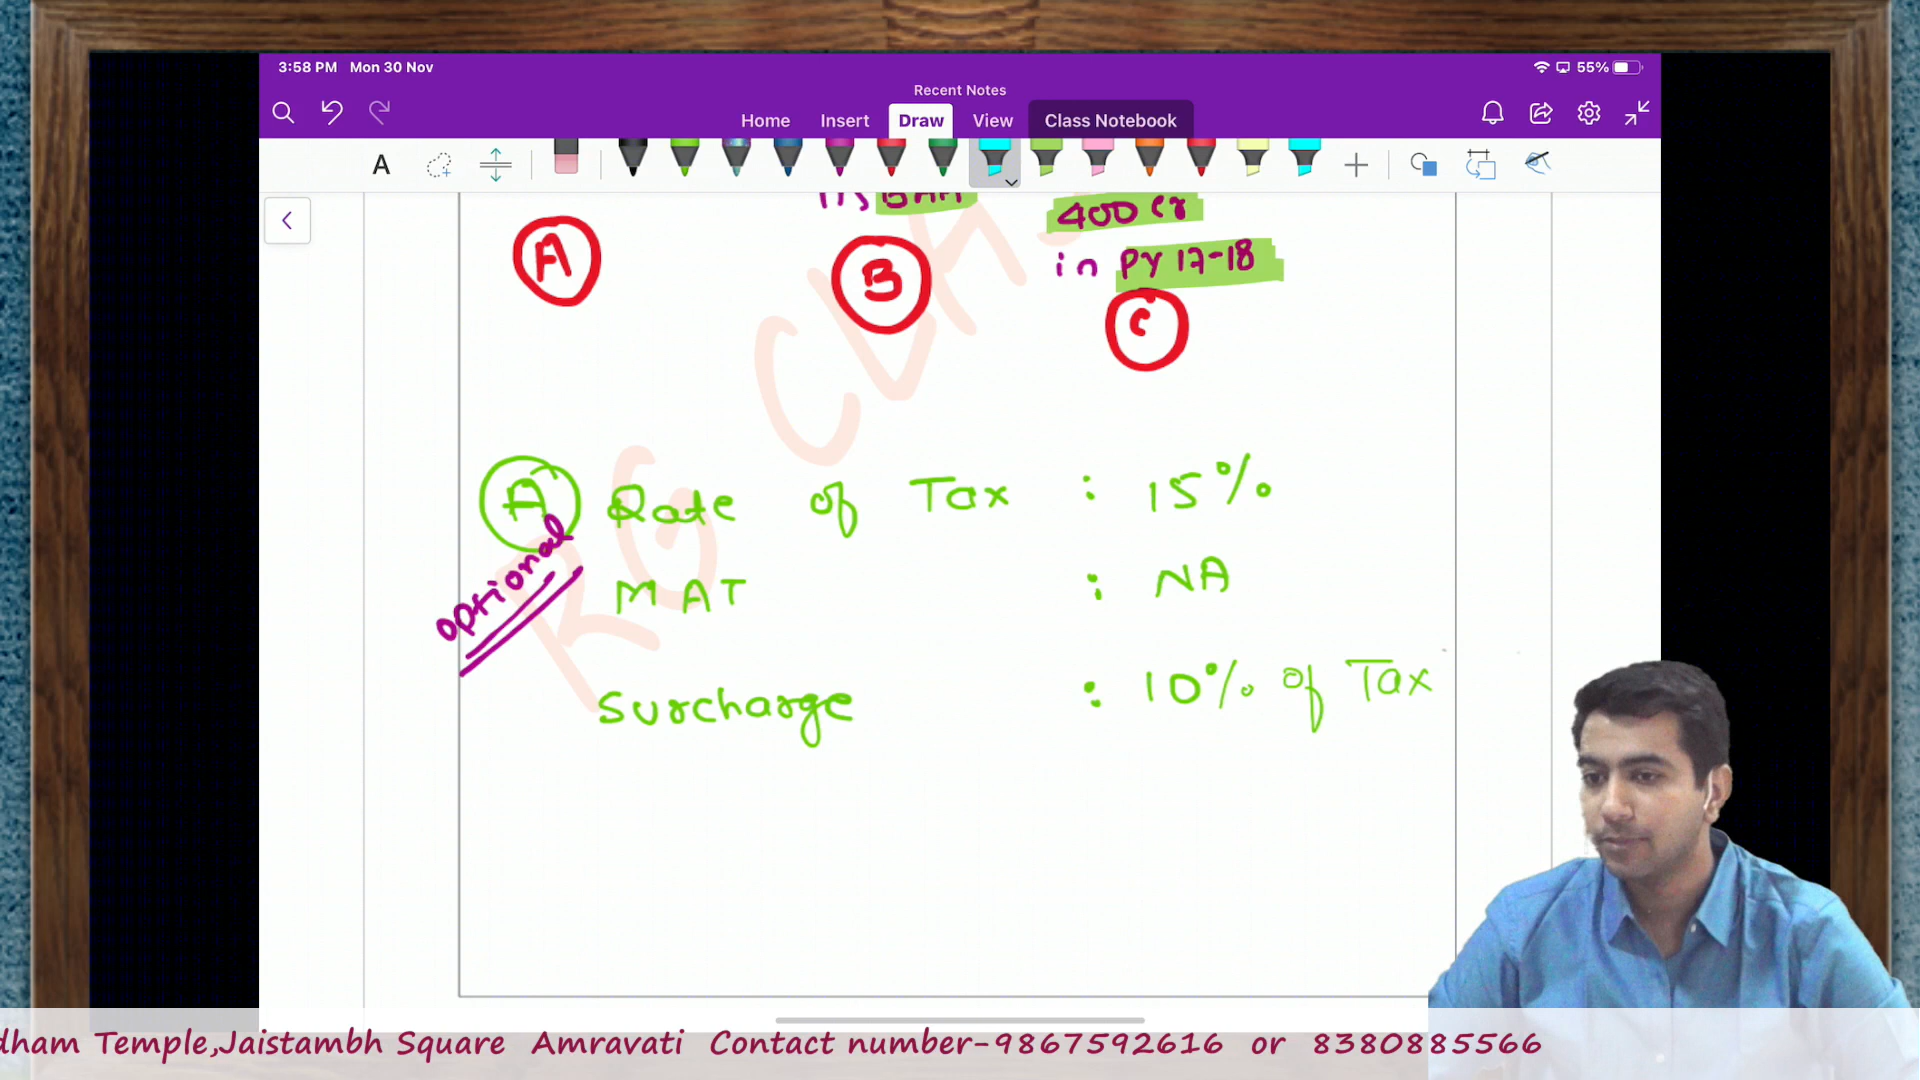 3:58 PM Mon 30 Nov
55%
Recent Notes
Home Insert Draw View Class Notebook
A
400 Cr
in PY 17-18
A
B
C
A Rate of Tax : 15%
optional
MAT : NA
Surcharge : 10% of Tax
RG
dham Temple,Jaistambh Square Amravati Contact number-9867592616 or 8380885566